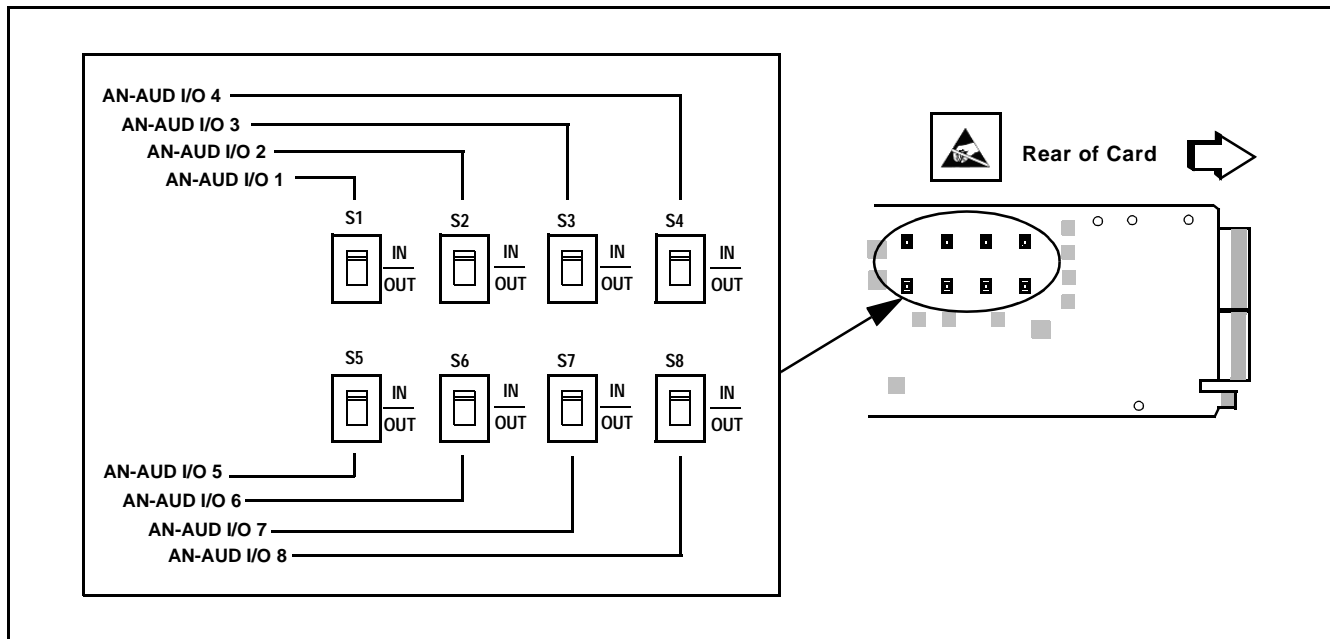 AN-AUD I/O 4
AN-AUD I/O 3
AN-AUD I/O 2
AN-AUD I/O 1
S1 S2 S3 S4
IN IN IN IN
OUT OUT OUT OUT
S5 S6 S7 S8
IN IN IN IN
OUT OUT OUT OUT
AN-AUD I/O 5
AN-AUD I/O 6
AN-AUD I/O 7
AN-AUD I/O 8
Rear of Card